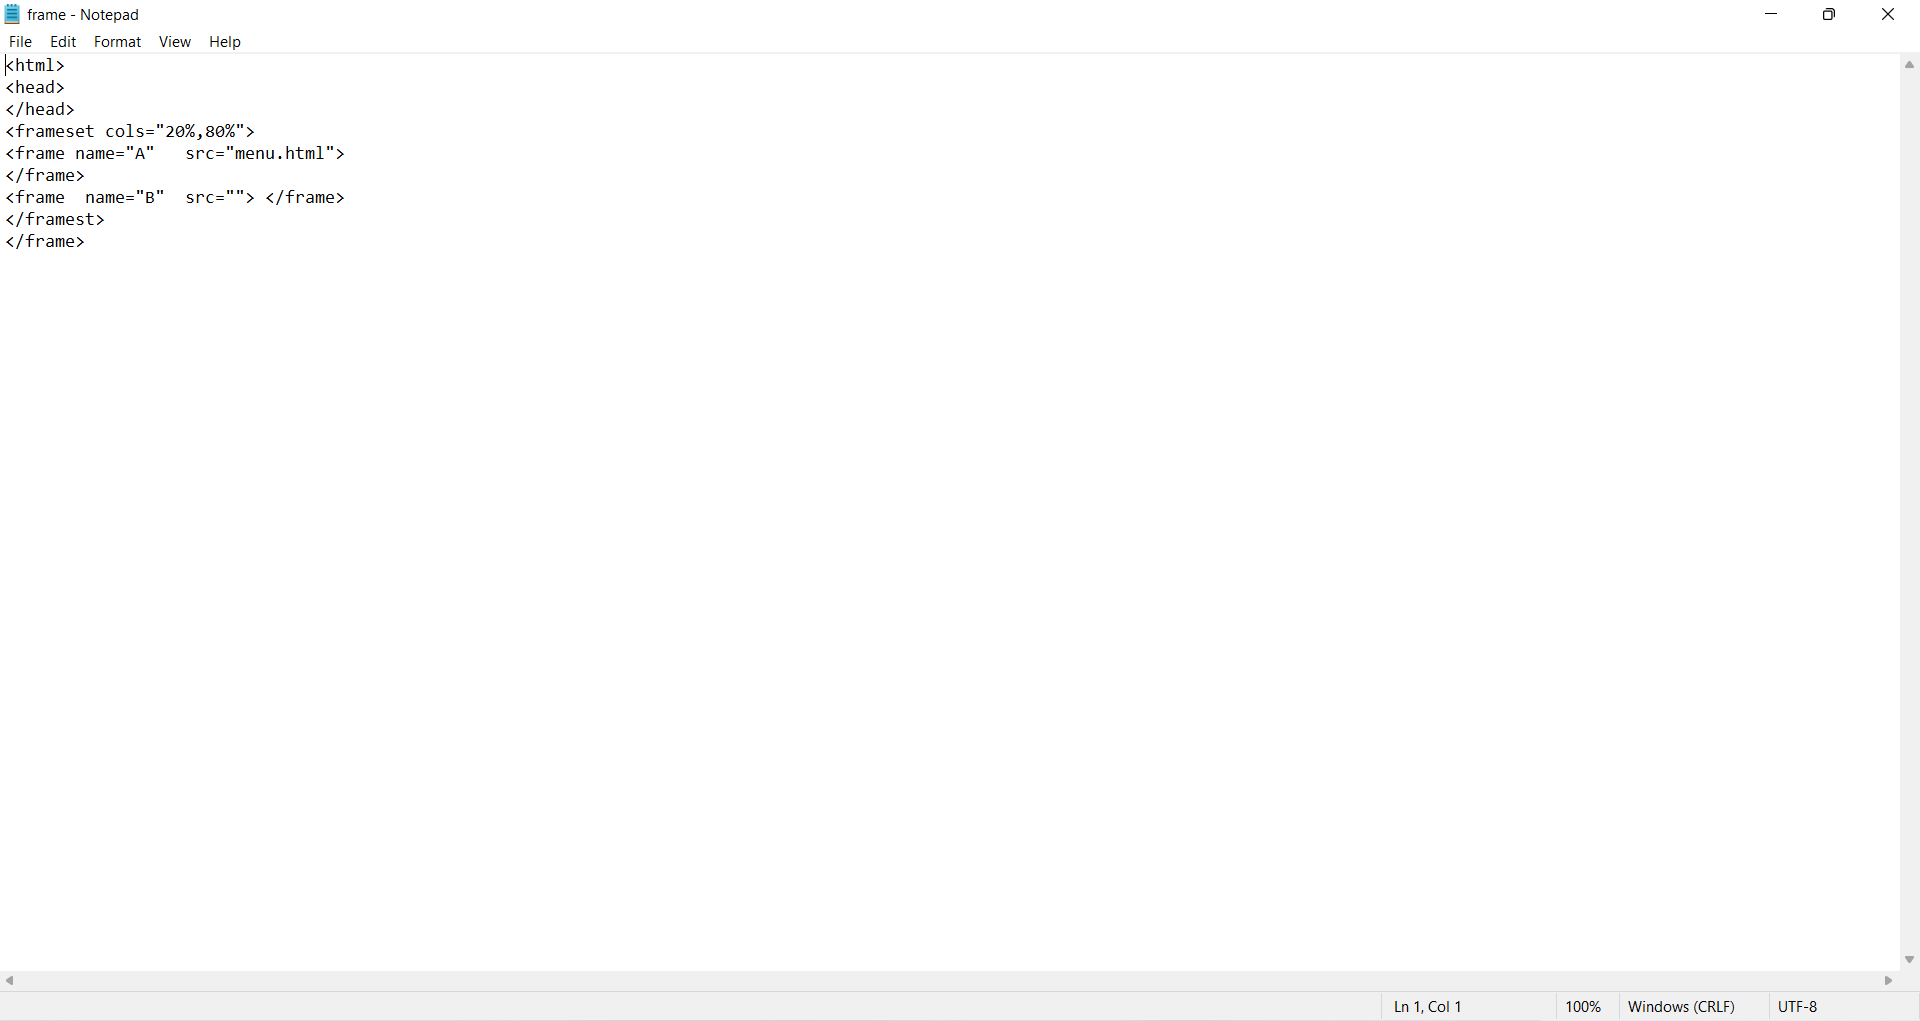 frame - Notepad
File Edit Format View Help
<html>
<head>
</head>
<frameset cols="20%,80%">
<frame name="A"   src="menu.html">
</frame>
<frame  name="B"  src=""> </frame>
</framest>
</frame>
Ln 1, Col 1 100% Windows (CRLF) UTF-8